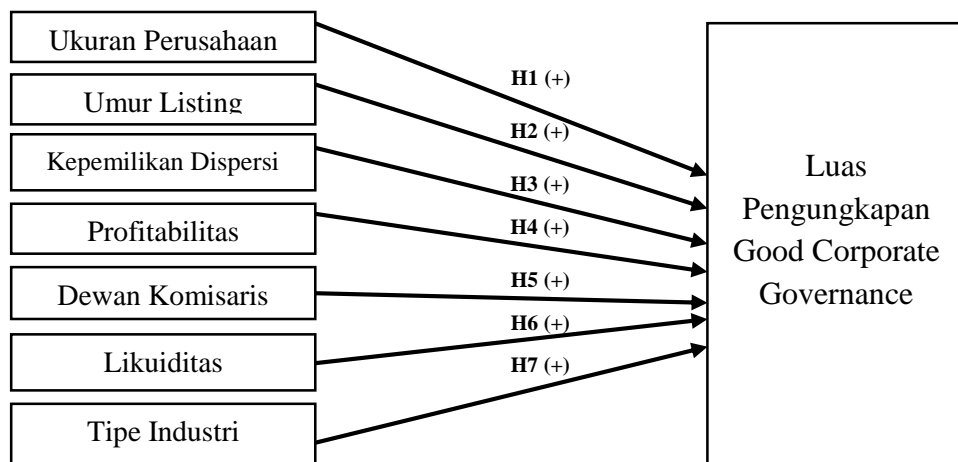 Ukuran Perusahaan
Umur Listing
Kepemilikan Dispersi
Profitabilitas
Dewan Komisaris
Likuiditas
Tipe Industri
H1 (+)
H2 (+)
H3 (+)
H4 (+)
H5 (+)
H6 (+)
H7 (+)
Luas
Pengungkapan
Good Corporate
Governance